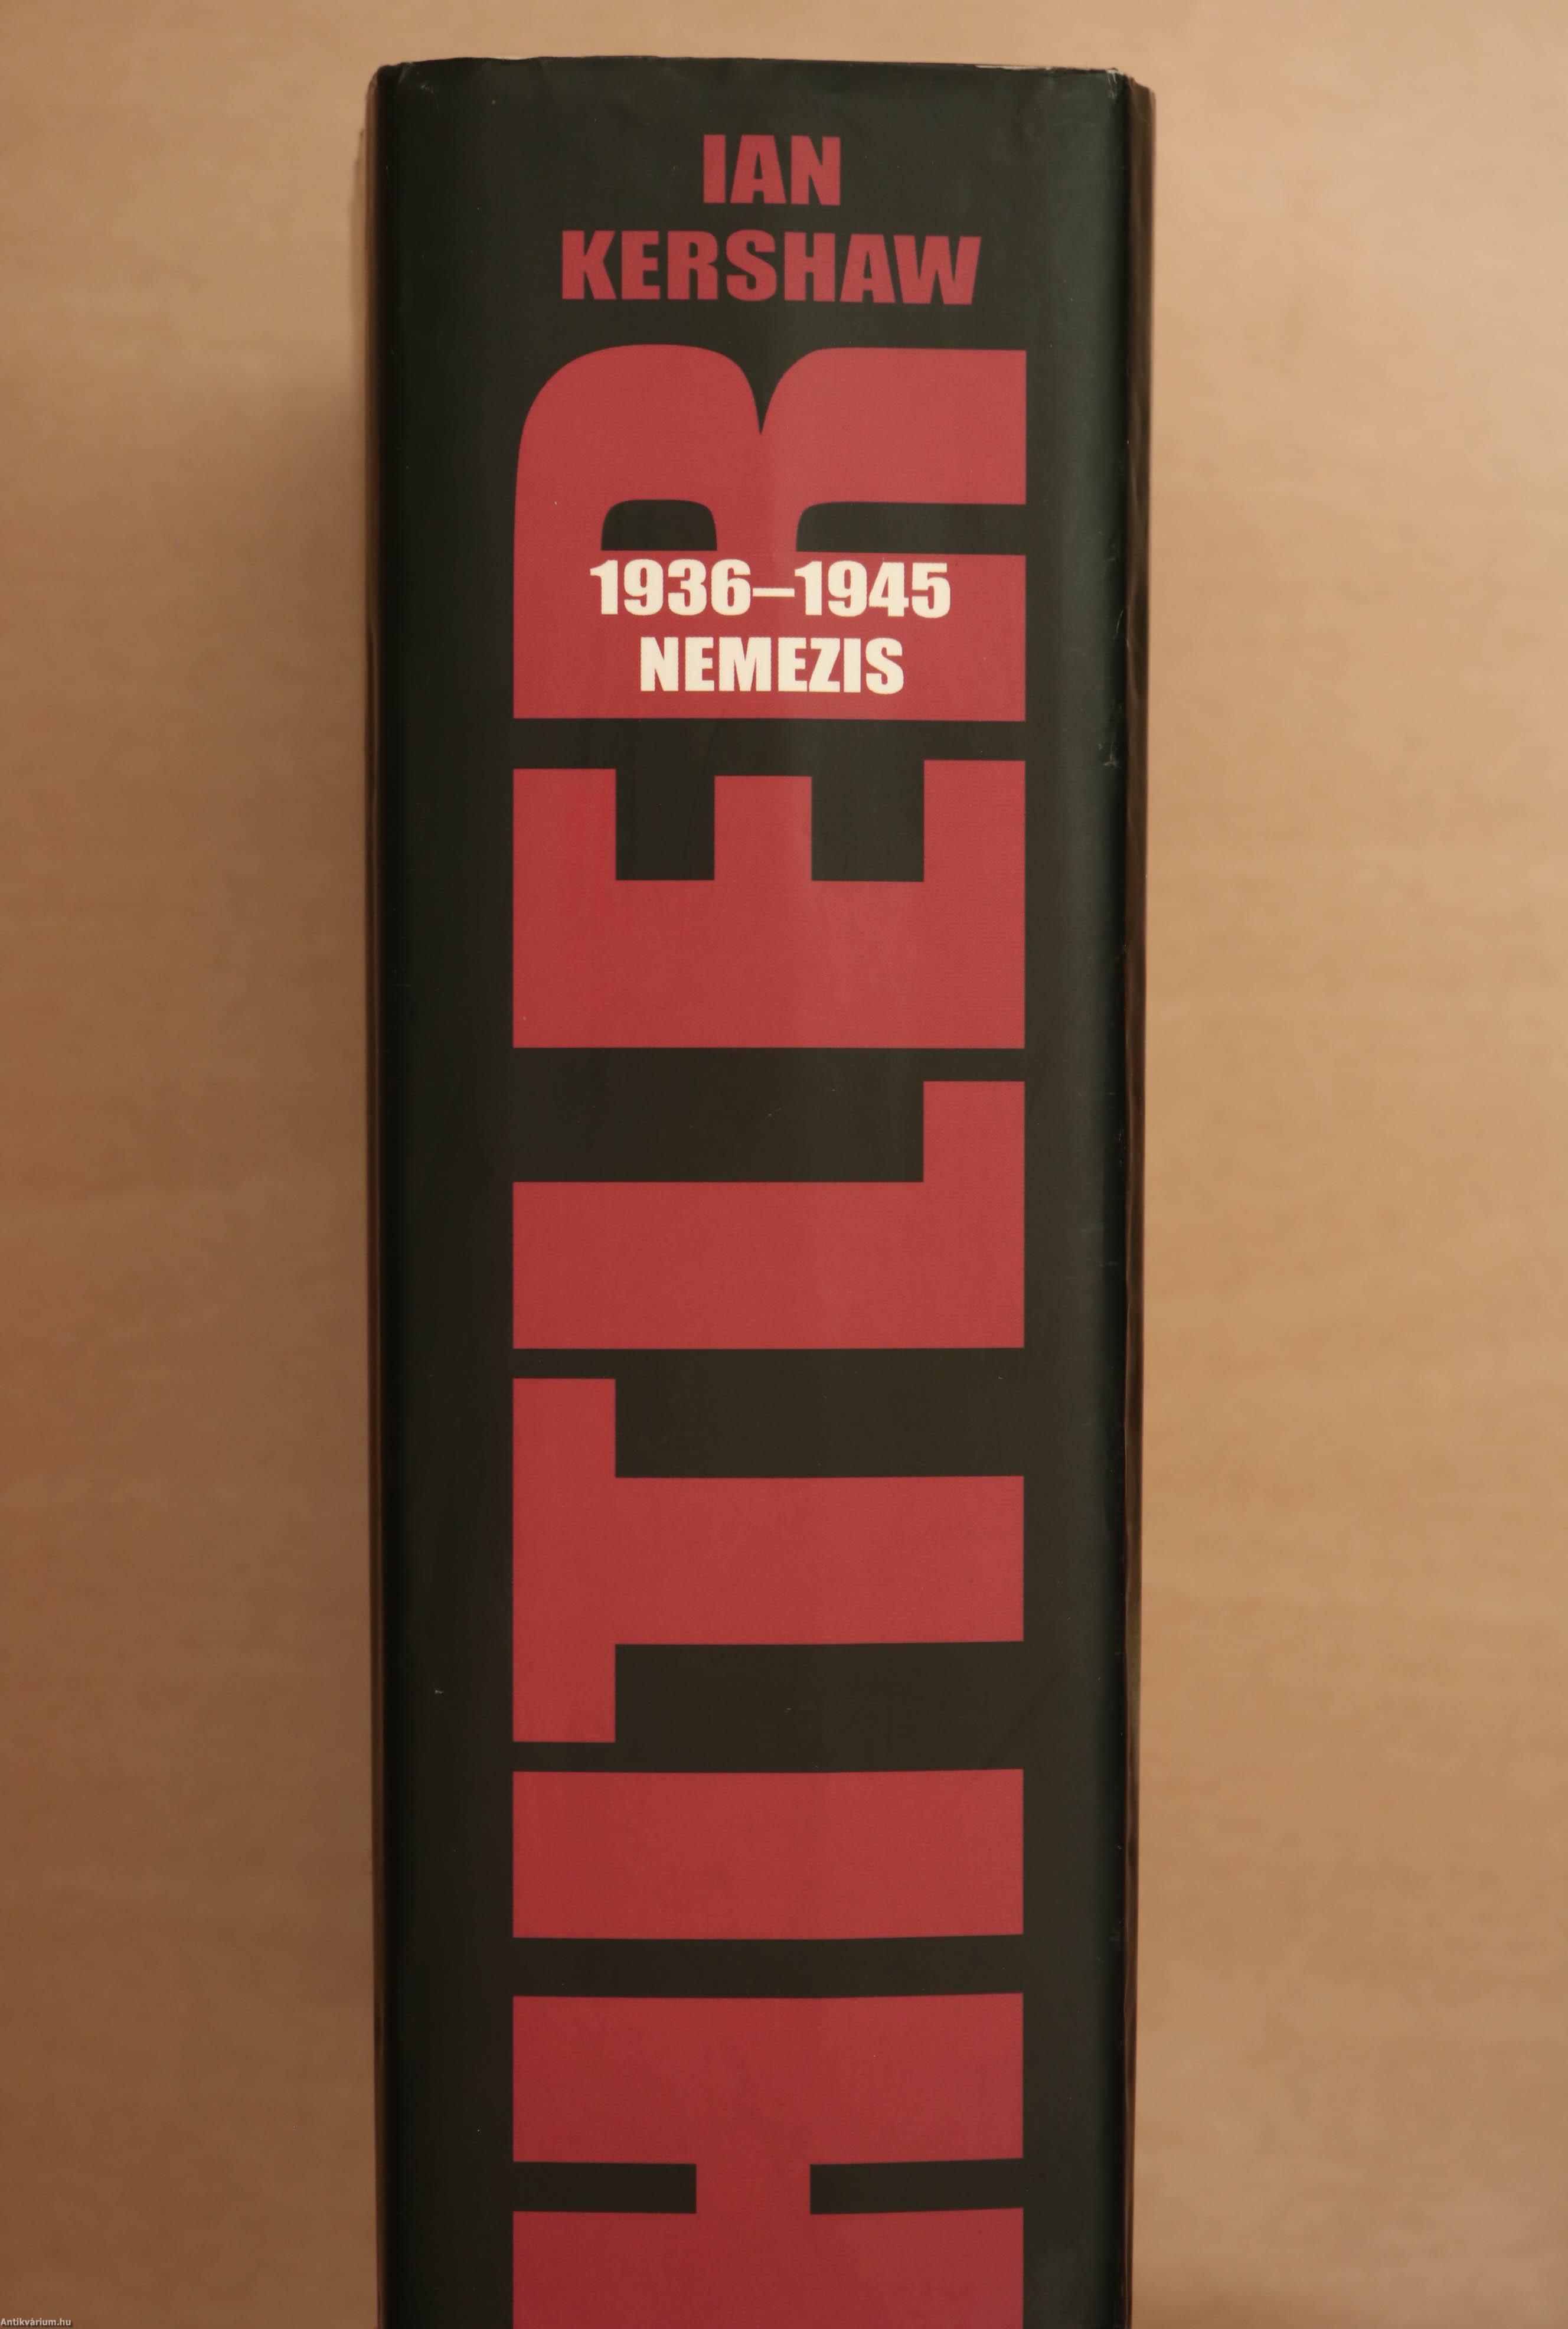 IAN
KERSHAW
HITLER
1936–1945
NEMEZIS
Antikvárium.hu